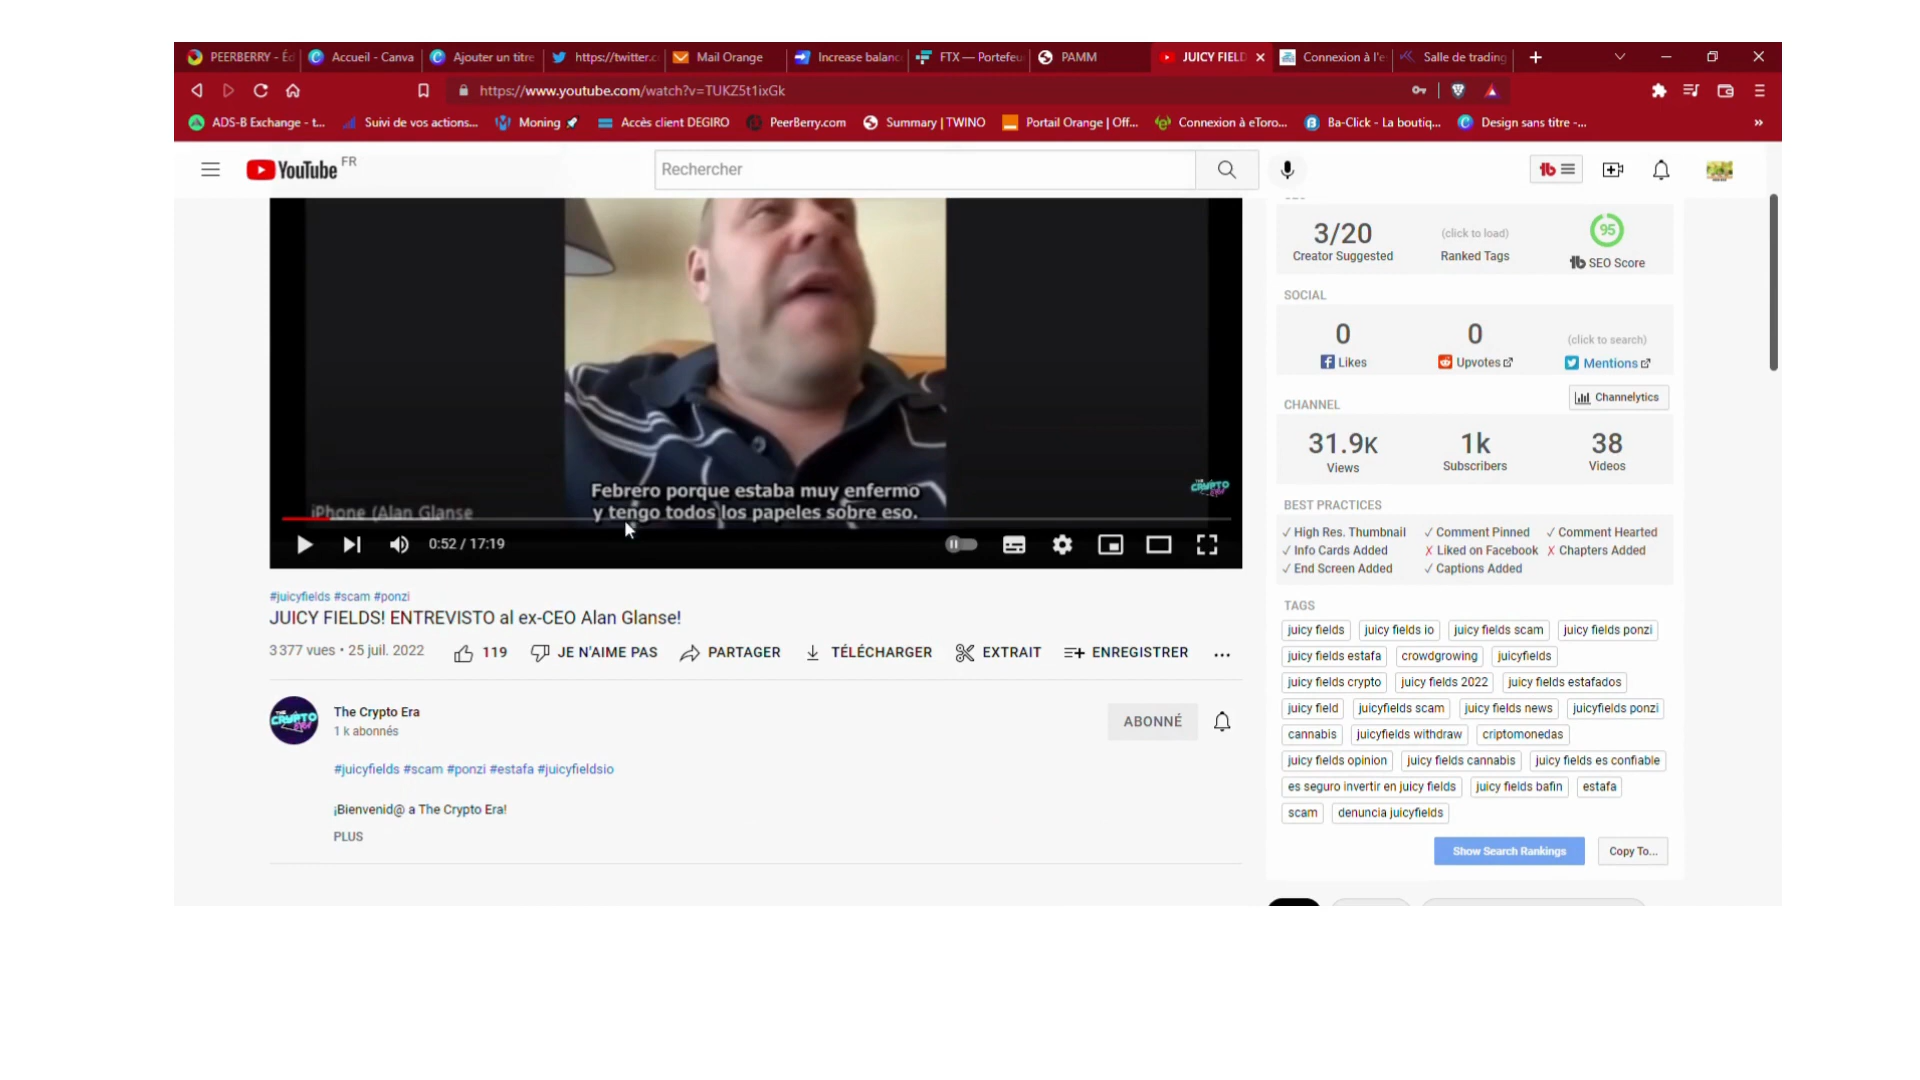 PEERBERRY - Éd
Accueil - Canva
Ajouter un titre
https://twitter.c
Mail Orange
Increase balanc
FTX — Portefeu
PAMM
JUICY FIELD
Connexion à l'e
Salle de trading
https://www.youtube.com/watch?v=TUKZ5t1ixGk
ADS-B Exchange - t...
Suivi de vos actions...
Moning
Accès client DEGIRO
PeerBerry.com
Summary | TWINO
Portail Orange | Off...
Connexion à eToro...
Ba-Click - La boutiq...
Design sans titre -...
YouTube FR
Rechercher
3/20
Creator Suggested
(click to load)
Ranked Tags
95
tb SEO Score
SOCIAL
0
Likes
0
Upvotes
(click to search)
Mentions
CHANNEL
Channelytics
31.9K
Views
1k
Subscribers
38
Videos
BEST PRACTICES
✓ High Res. Thumbnail ✓ Comment Pinned ✓ Comment Hearted
✓ Info Cards Added X Liked on Facebook X Chapters Added
✓ End Screen Added ✓ Captions Added
TAGS
juicy fields juicy fields io juicy fields scam juicy fields ponzi
juicy fields estafa crowdgrowing juicyfields
juicy fields crypto juicy fields 2022 juicy fields estafados
juicy field juicyfields scam juicy fields news juicyfields ponzi
cannabis juicyfields withdraw criptomonedas
juicy fields opinion juicy fields cannabis juicy fields es confiable
es seguro invertir en juicy fields juicy fields bafin estafa
scam denuncia juicyfields
Show Search Rankings
Copy To...
Febrero porque estaba muy enfermo
y tengo todos los papeles sobre eso.
iPhone (Alan Glanse
THE CRYPTO ERA
0:52 / 17:19
#juicyfields #scam #ponzi
JUICY FIELDS! ENTREVISTO al ex-CEO Alan Glanse!
3 377 vues • 25 juil. 2022
119
JE N'AIME PAS
PARTAGER
TÉLÉCHARGER
EXTRAIT
ENREGISTRER
...
THE CRYPTO ERA
The Crypto Era
1 k abonnés
ABONNÉ
#juicyfields #scam #ponzi #estafa #juicyfieldsio
¡Bienvenid@ a The Crypto Era!
PLUS